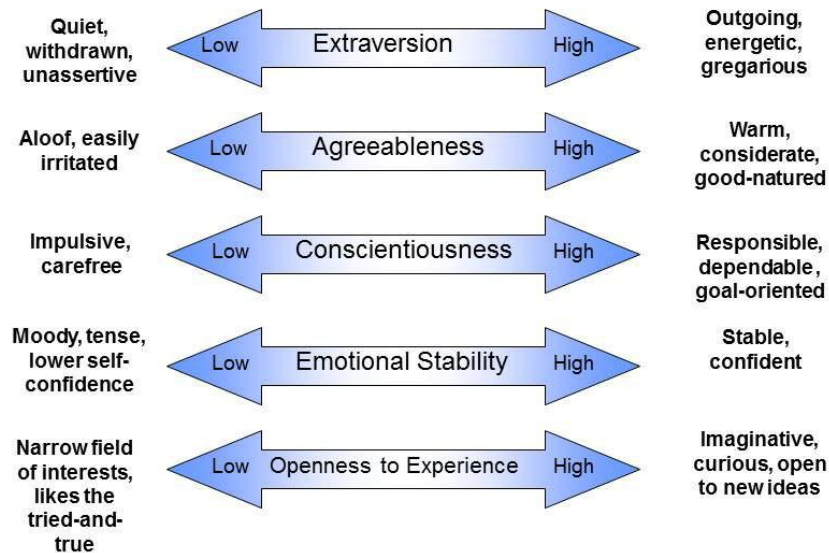 Quiet,
withdrawn,
unassertive
Low
Extraversion
High
Outgoing,
energetic,
gregarious
Aloof, easily
irritated
Low
Agreeableness
High
Warm,
considerate,
good-natured
Impulsive,
carefree
Low
Conscientiousness
High
Responsible,
dependable,
goal-oriented
Moody, tense,
lower self-
confidence
Low
Emotional Stability
High
Stable,
confident
Narrow field
of interests,
likes the
tried-and-
true
Low
Openness to Experience
High
Imaginative,
curious, open
to new ideas